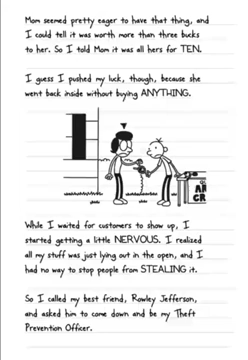 Mom seemed pretty eager to have that thing, and
I could tell it was worth more than three bucks
to her. So I told Mom it was all hers for TEN.
I guess I pushed my luck, though, because she
went back inside without buying ANYTHING.
AR
CR
While I waited for customers to show up, I
started getting a little NERVOUS. I realized
all my stuff was just lying out in the open, and I
had no way to stop people from STEALING it.
So I called my best friend, Rowley Jefferson,
and asked him to come down and be my Theft
Prevention Officer.